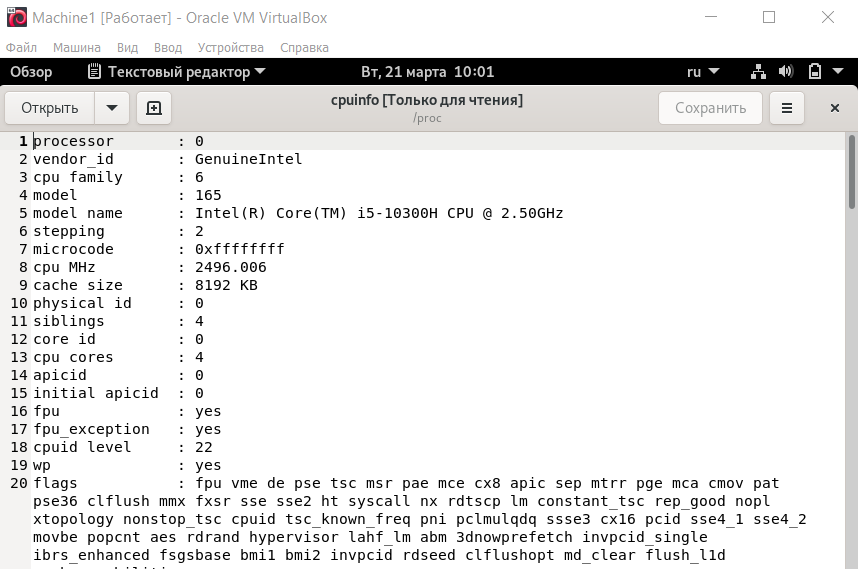 Machine1 [Работает] - Oracle VM VirtualBox
Файл Машина Вид Ввод Устройства Справка
Обзор Текстовый редактор Вт, 21 марта 10:01 ru
Открыть cpuinfo [Только для чтения] Сохранить
/proc
1 processor : 0
2 vendor_id : GenuineIntel
3 cpu family : 6
4 model : 165
5 model name : Intel(R) Core(TM) i5-10300H CPU @ 2.50GHz
6 stepping : 2
7 microcode : 0xffffffff
8 cpu MHz : 2496.006
9 cache size : 8192 KB
10 physical id : 0
11 siblings : 4
12 core id : 0
13 cpu cores : 4
14 apicid : 0
15 initial apicid : 0
16 fpu : yes
17 fpu_exception : yes
18 cpuid level : 22
19 wp : yes
20 flags : fpu vme de pse tsc msr pae mce cx8 apic sep mtrr pge mca cmov pat
pse36 clflush mmx fxsr sse sse2 ht syscall nx rdtscp lm constant_tsc rep_good nopl
xtopology nonstop_tsc cpuid tsc_known_freq pni pclmulqdq ssse3 cx16 pcid sse4_1 sse4_2
movbe popcnt aes rdrand hypervisor lahf_lm abm 3dnowprefetch invpcid_single
ibrs_enhanced fsgsbase bmi1 bmi2 invpcid rdseed clflushopt md_clear flush_l1d